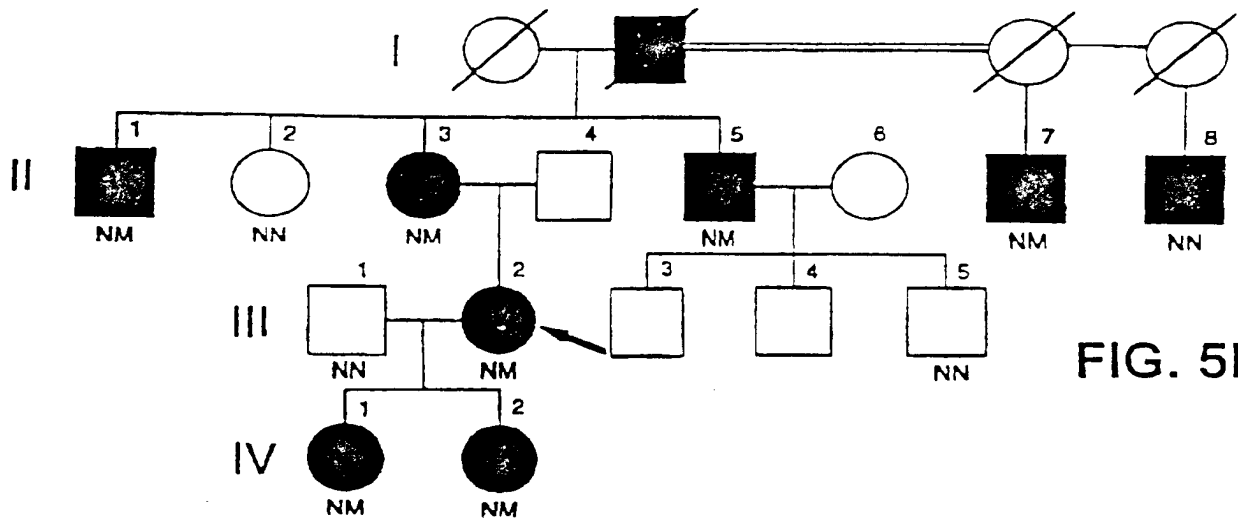 I
1 2 3 4 5 6 7 8
II
NM NN NM NM NM NN
1 2 3 4 5
III
NN NM NN
FIG. 5I
1 2
IV
NM NM